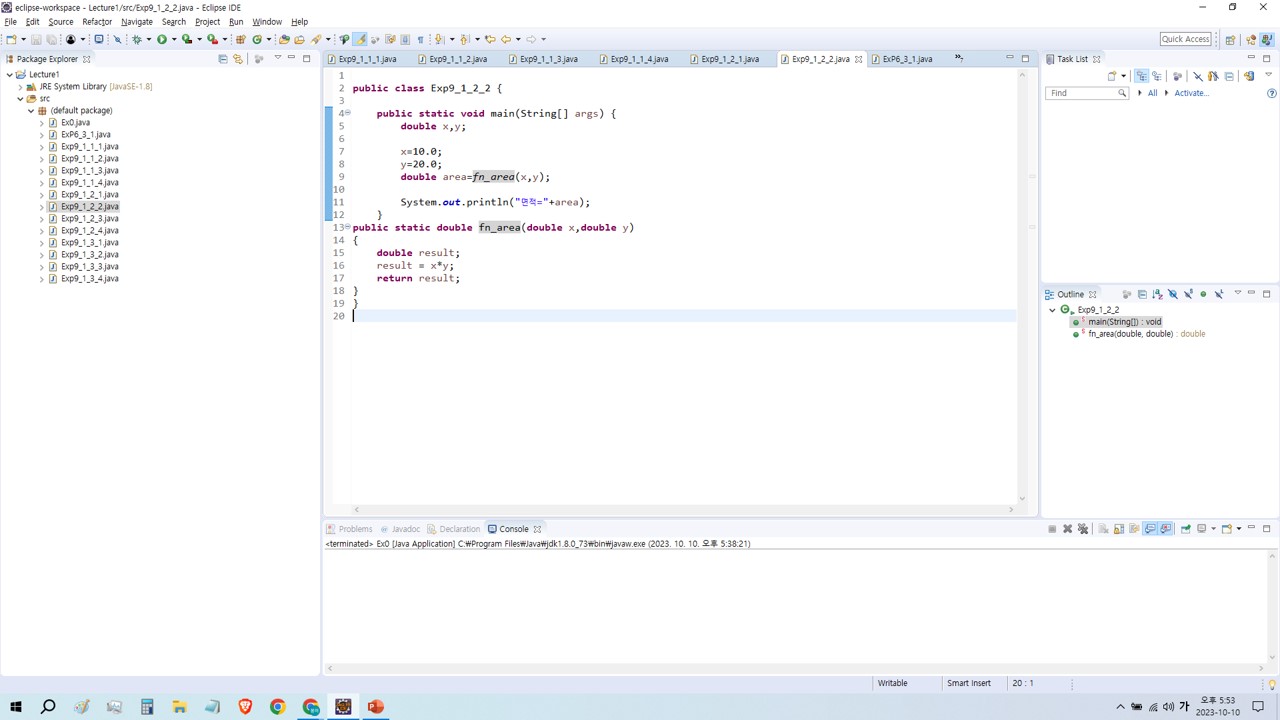 eclipse-workspace - Lecture1/src/Exp9_1_2_2.java - Eclipse IDE
File Edit Source Refactor Navigate Search Project Run Window Help
Quick Access
Package Explorer
Lecture1
JRE System Library [JavaSE-1.8]
src
(default package)
Ex0.java
ExP6_3_1.java
Exp9_1_1_1.java
Exp9_1_1_2.java
Exp9_1_1_3.java
Exp9_1_1_4.java
Exp9_1_2_1.java
Exp9_1_2_2.java
Exp9_1_2_3.java
Exp9_1_2_4.java
Exp9_1_3_1.java
Exp9_1_3_2.java
Exp9_1_3_3.java
Exp9_1_3_4.java
Exp9_1_1_1.java Exp9_1_1_2.java Exp9_1_1_3.java Exp9_1_1_4.java Exp9_1_2_1.java Exp9_1_2_2.java ExP6_3_1.java
1
2 public class Exp9_1_2_2 {
3
4 public static void main(String[] args) {
5 double x,y;
6
7 x=10.0;
8 y=20.0;
9 double area=fn_area(x,y);
10
11 System.out.println("면적="+area);
12 }
13 public static double fn_area(double x,double y)
14 {
15 double result;
16 result = x*y;
17 return result;
18 }
19 }
20
Task List
Find All Activate...
Outline
Exp9_1_2_2
main(String[]) : void
fn_area(double, double) : double
Problems Javadoc Declaration Console
<terminated> Ex0 [Java Application] C:₩Program Files₩Java₩jdk1.8.0_73₩bin₩javaw.exe (2023. 10. 10. 오후 5:38:21)
Writable Smart Insert 20 : 1
가
오후 5:53
2023-10-10